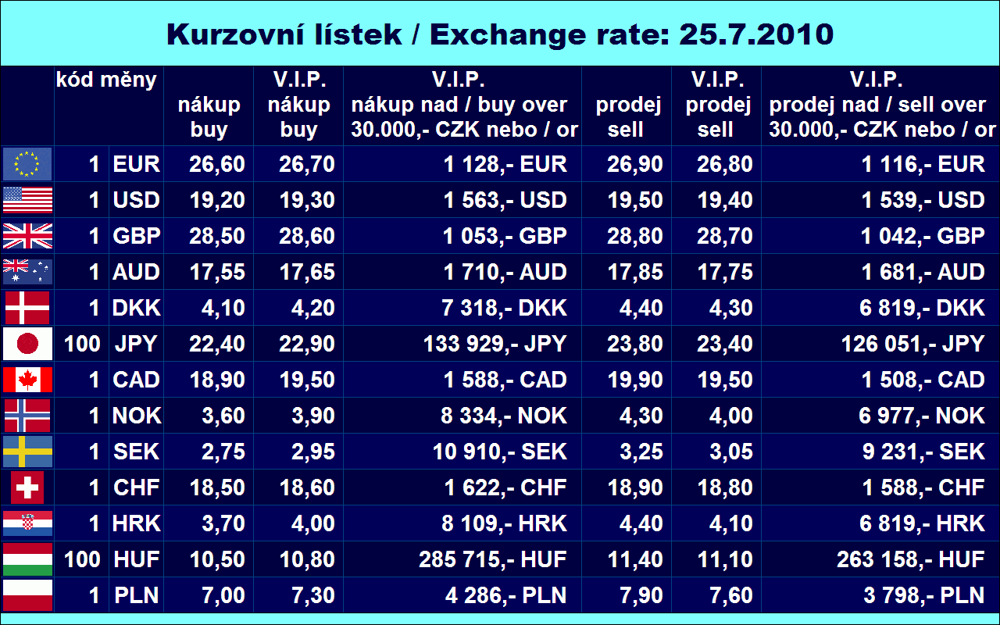 Kurzovní lístek / Exchange rate: 25.7.2010
kód měny V.I.P. V.I.P. V.I.P. V.I.P.
nákup nákup nákup nad / buy over prodej prodej prodej nad / sell over
buy buy 30.000,- CZK nebo / or sell sell 30.000,- CZK nebo / or
1 EUR 26,60 26,70 1 128,- EUR 26,90 26,80 1 116,- EUR
1 USD 19,20 19,30 1 563,- USD 19,50 19,40 1 539,- USD
1 GBP 28,50 28,60 1 053,- GBP 28,80 28,70 1 042,- GBP
1 AUD 17,55 17,65 1 710,- AUD 17,85 17,75 1 681,- AUD
1 DKK 4,10 4,20 7 318,- DKK 4,40 4,30 6 819,- DKK
100 JPY 22,40 22,90 133 929,- JPY 23,80 23,40 126 051,- JPY
1 CAD 18,90 19,50 1 588,- CAD 19,90 19,50 1 508,- CAD
1 NOK 3,60 3,90 8 334,- NOK 4,30 4,00 6 977,- NOK
1 SEK 2,75 2,95 10 910,- SEK 3,25 3,05 9 231,- SEK
1 CHF 18,50 18,60 1 622,- CHF 18,90 18,80 1 588,- CHF
1 HRK 3,70 4,00 8 109,- HRK 4,40 4,10 6 819,- HRK
100 HUF 10,50 10,80 285 715,- HUF 11,40 11,10 263 158,- HUF
1 PLN 7,00 7,30 4 286,- PLN 7,90 7,60 3 798,- PLN